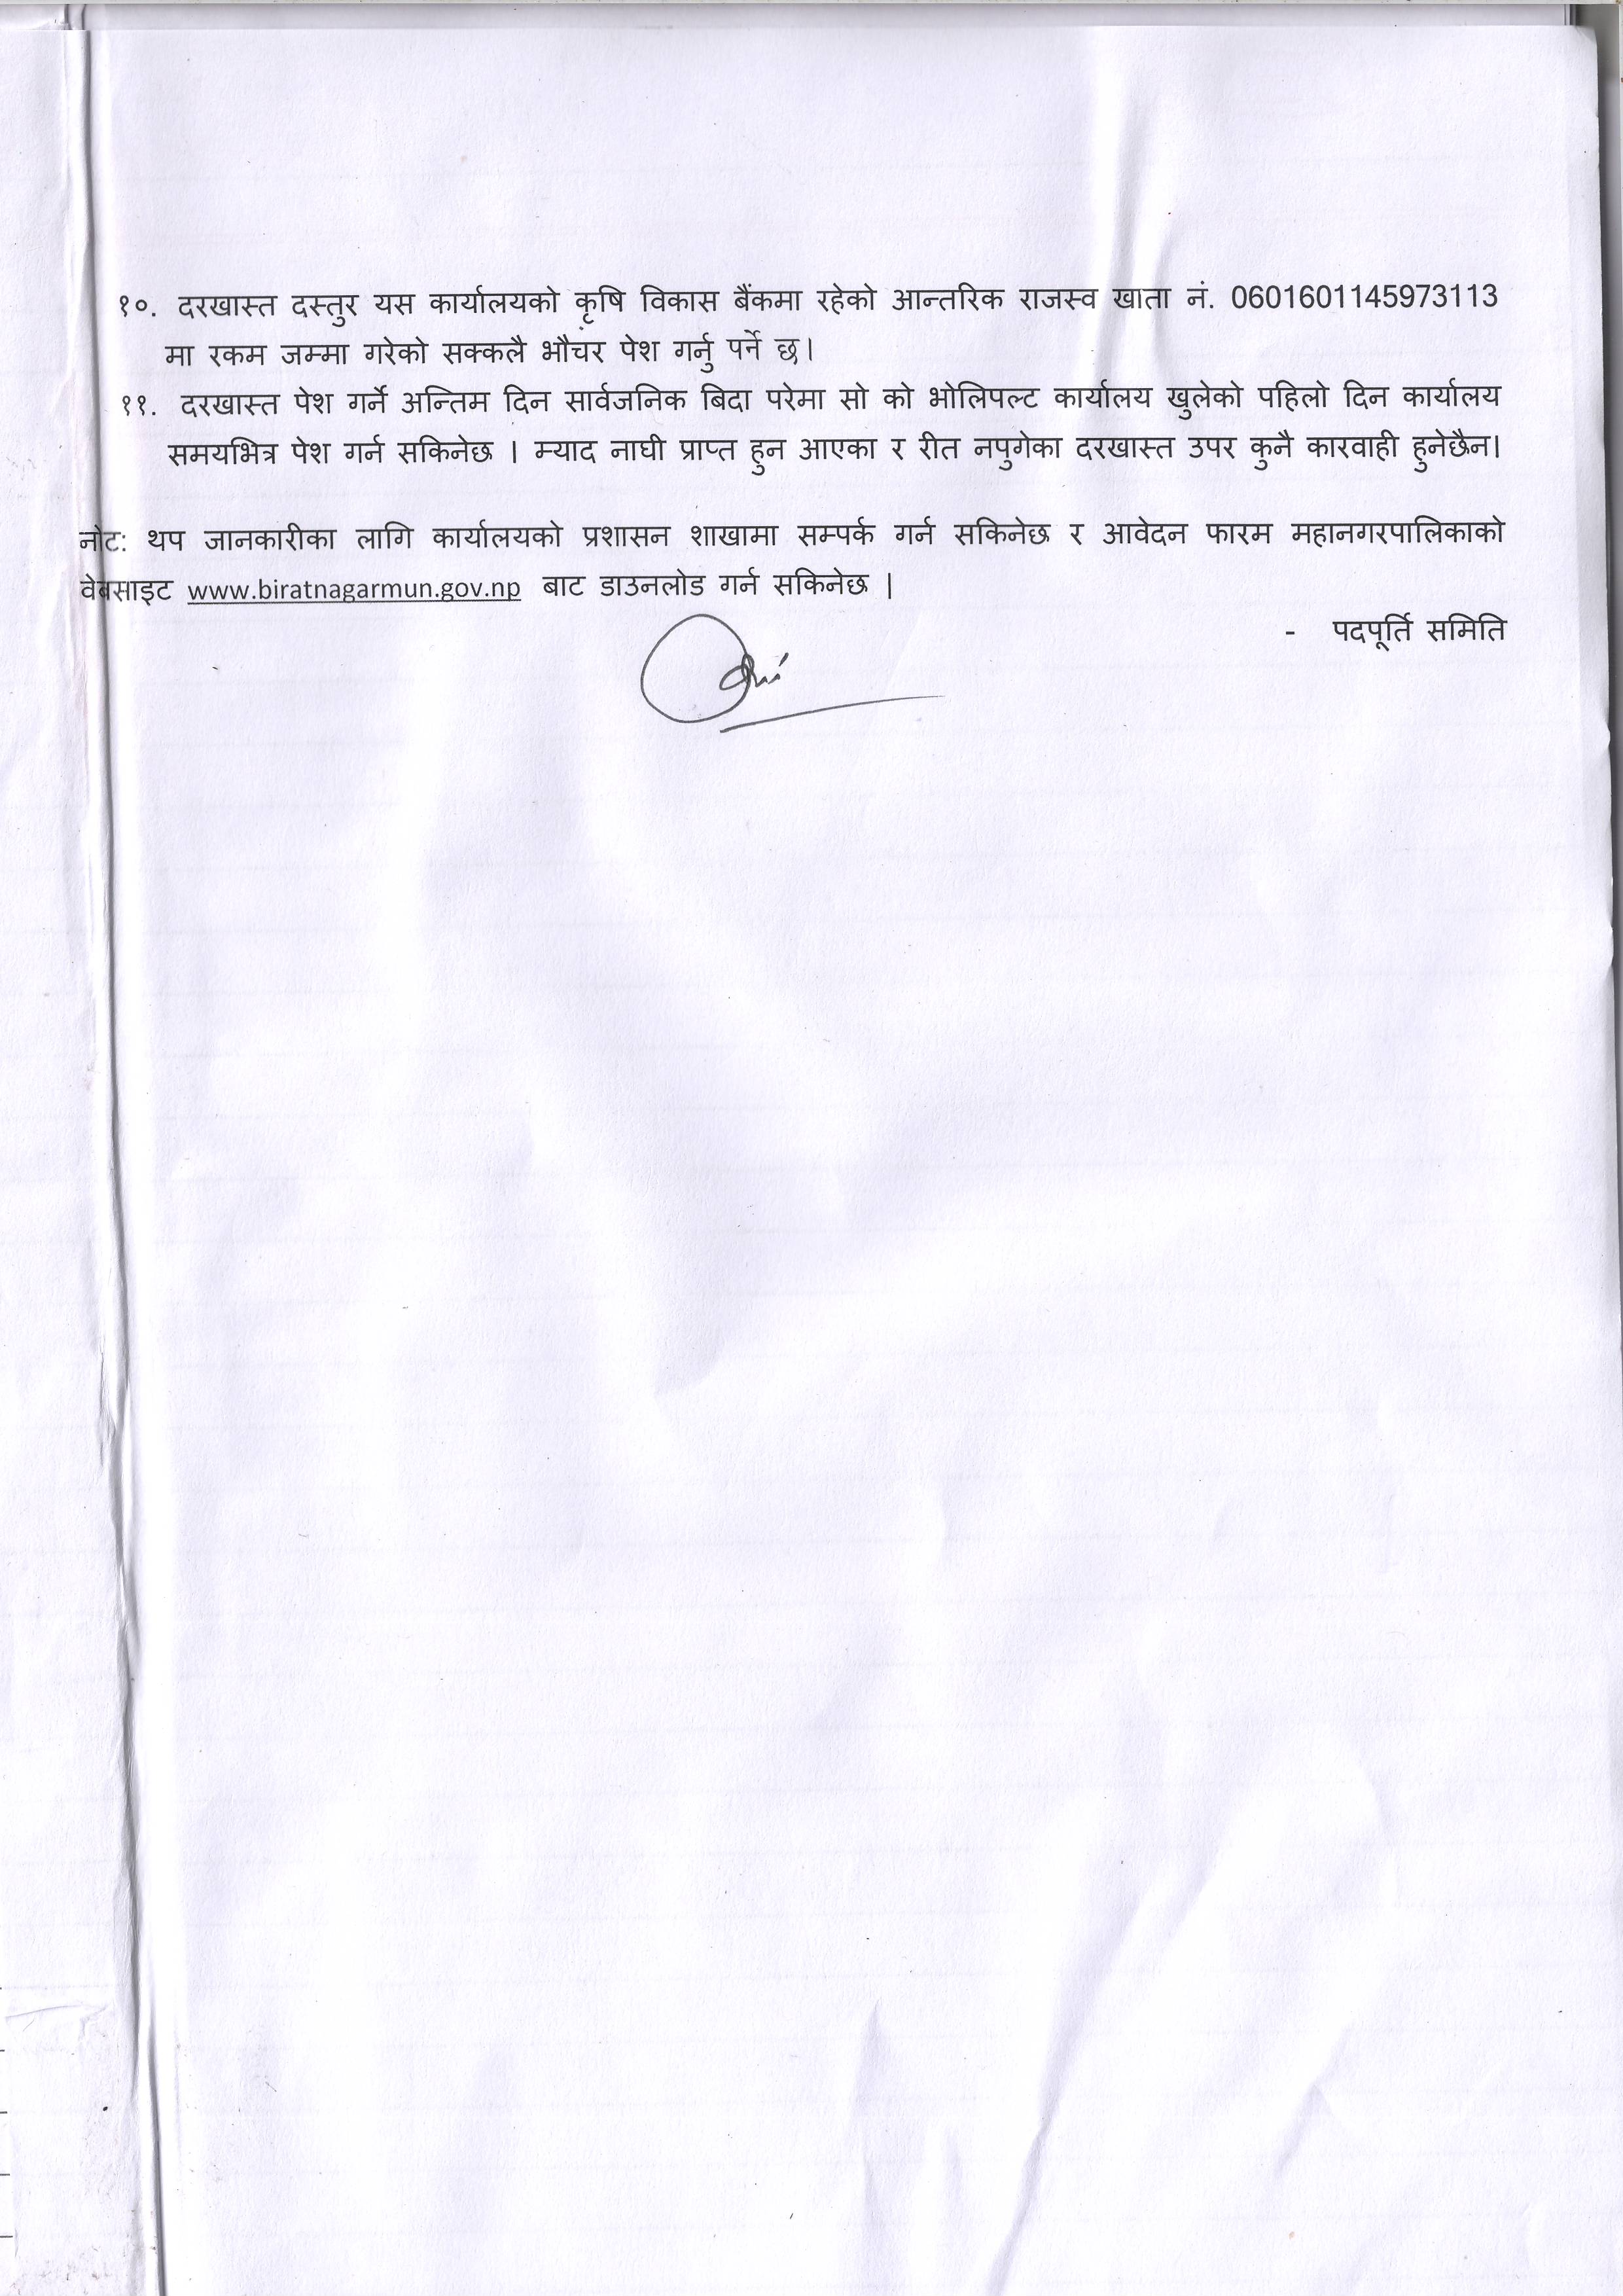 १०. दरखास्त दस्तुर यस कार्यालयको कृषि विकास बैंकमा रहेको आन्तरिक राजस्व खाता नं. 0601601145973113
मा रकम जम्मा गरेको सक्कलै भौचर पेश गर्नु पर्ने छ।
११. दरखास्त पेश गर्ने अन्तिम दिन सार्वजनिक बिदा परेमा सो को भोलिपल्ट कार्यालय खुलेको पहिलो दिन कार्यालय
समयभित्र पेश गर्न सकिनेछ । म्याद नाघी प्राप्त हुन आएका र रीत नपुगेका दरखास्त उपर कुनै कारवाही हुनेछैन।
नोट: थप जानकारीका लागि कार्यालयको प्रशासन शाखामा सम्पर्क गर्न सकिनेछ र आवेदन फारम महानगरपालिकाको
वेबसाइट www.biratnagarmun.gov.np बाट डाउनलोड गर्न सकिनेछ |
- पदपूर्ति समिति